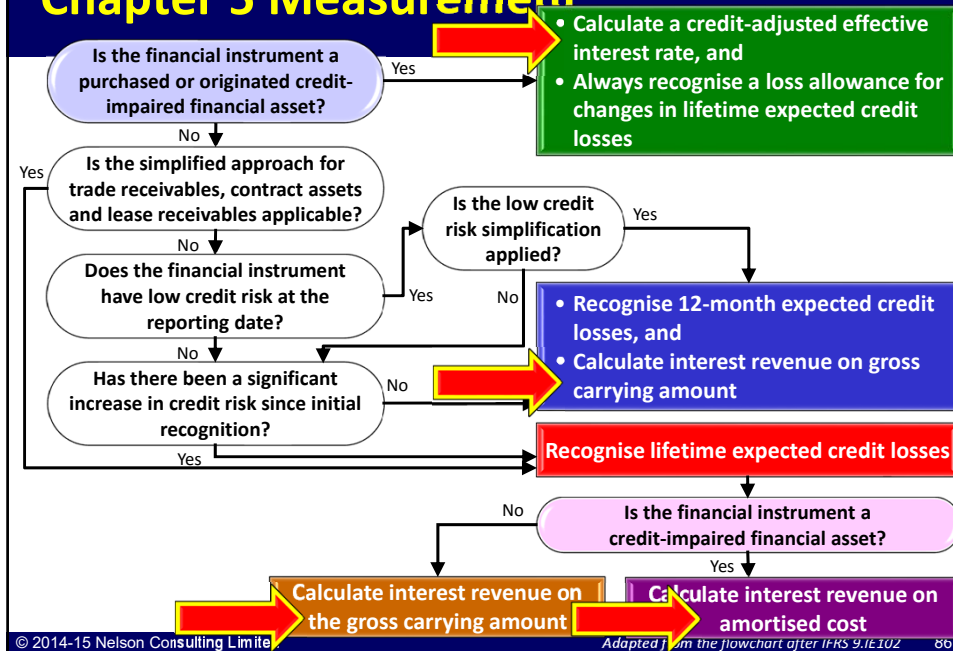 Chapter 5 Measurement
• Calculate a credit-adjusted effective
interest rate, and
• Always recognise a loss allowance for
changes in lifetime expected credit
losses
Is the financial instrument a
purchased or originated credit-
impaired financial asset?
Yes
No
Is the simplified approach for
trade receivables, contract assets
and lease receivables applicable?
Yes
No
Is the low credit
risk simplification
applied?
Yes
No
Does the financial instrument
have low credit risk at the
reporting date?
Yes
No
• Recognise 12-month expected credit
losses, and
• Calculate interest revenue on gross
carrying amount
Has there been a significant
increase in credit risk since initial
recognition?
No
Yes
Recognise lifetime expected credit losses
Is the financial instrument a
credit-impaired financial asset?
No
Yes
Calculate interest revenue on
the gross carrying amount
Calculate interest revenue on
amortised cost
© 2014-15 Nelson Consulting Limite
Adapted from the flowchart after IFRS 9.IE102
86